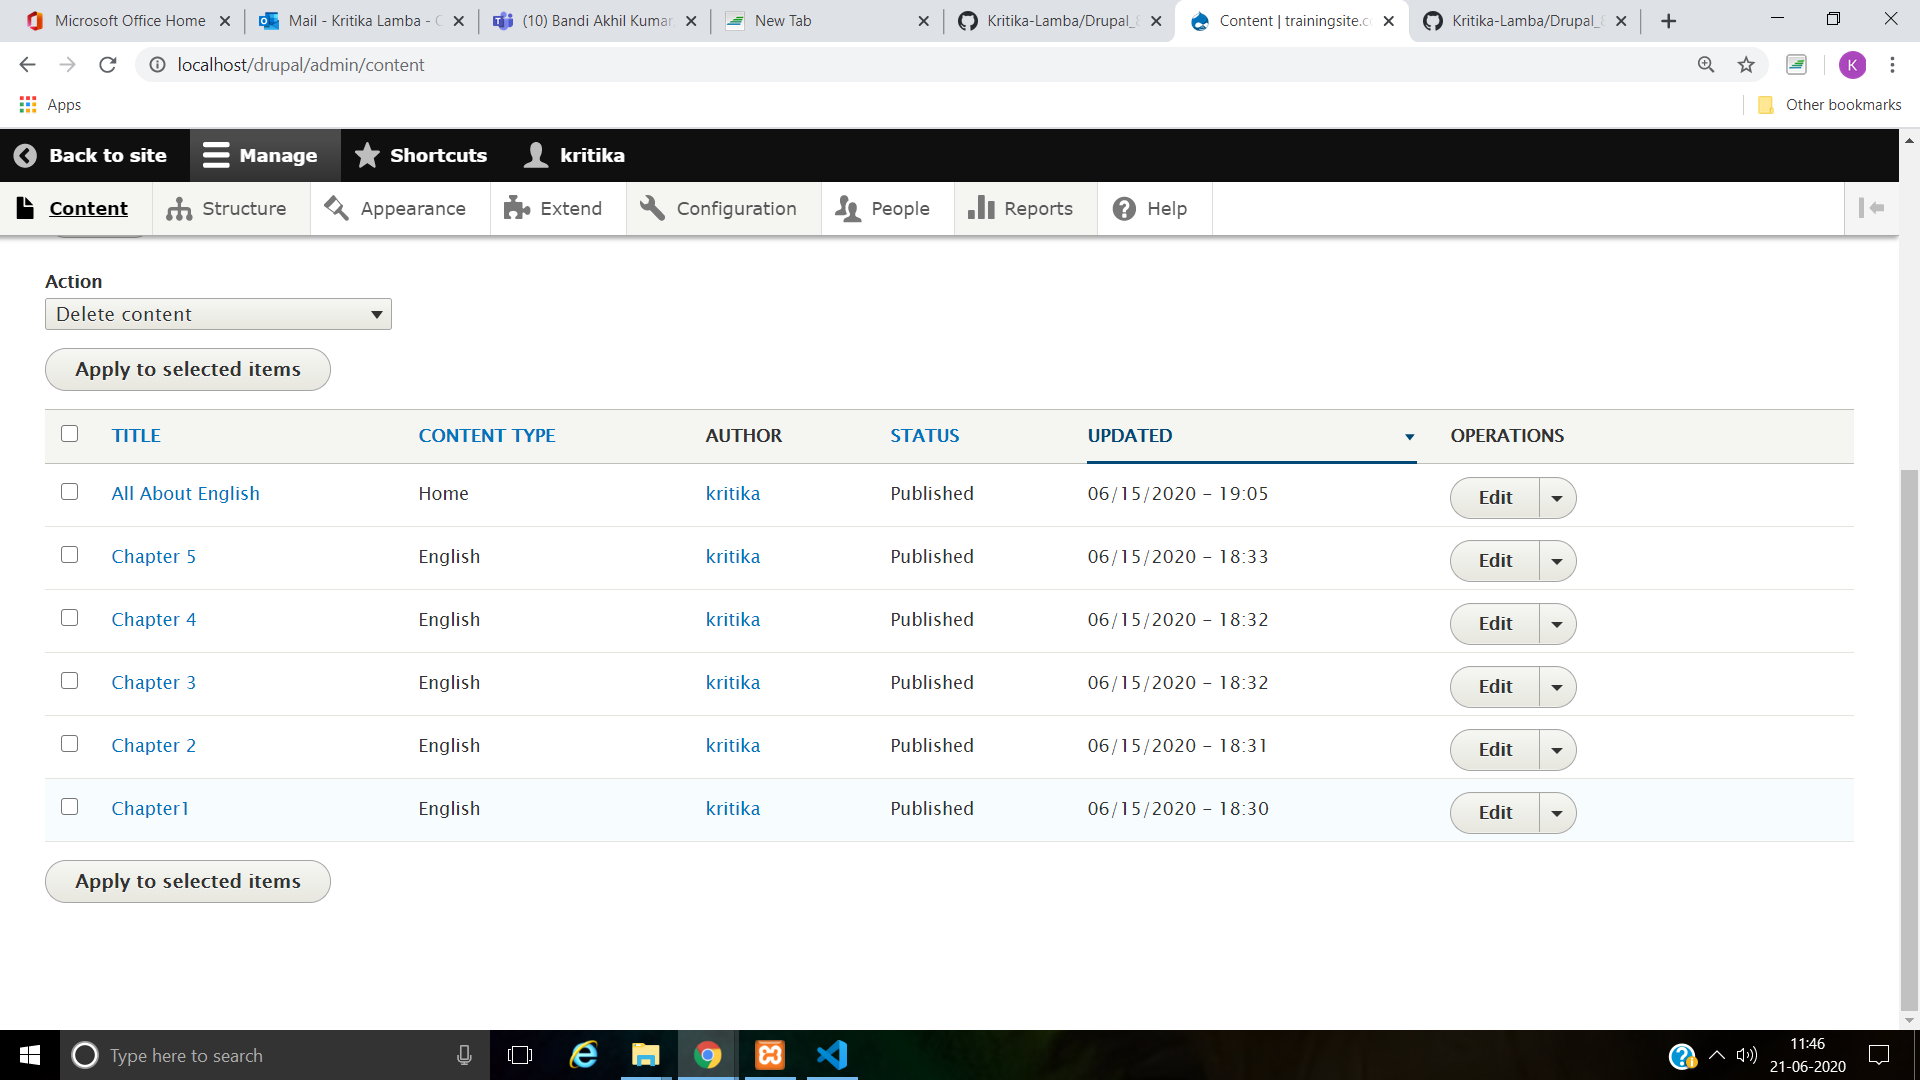 Microsoft Office Home
Mail - Kritika Lamba - O
(10) Bandi Akhil Kumar,
New Tab
Kritika-Lamba/Drupal_8
Content | trainingsite.co
Kritika-Lamba/Drupal_8
localhost/drupal/admin/content
K
Apps
Other bookmarks
Back to site
Manage
Shortcuts
kritika
Content
Structure
Appearance
Extend
Configuration
People
Reports
Help
Action
Delete content
Apply to selected items
TITLE CONTENT TYPE AUTHOR STATUS UPDATED OPERATIONS
All About English Home kritika Published 06/15/2020 - 19:05 Edit
Chapter 5 English kritika Published 06/15/2020 - 18:33 Edit
Chapter 4 English kritika Published 06/15/2020 - 18:32 Edit
Chapter 3 English kritika Published 06/15/2020 - 18:32 Edit
Chapter 2 English kritika Published 06/15/2020 - 18:31 Edit
Chapter1 English kritika Published 06/15/2020 - 18:30 Edit
Apply to selected items
Type here to search
11:46
21-06-2020